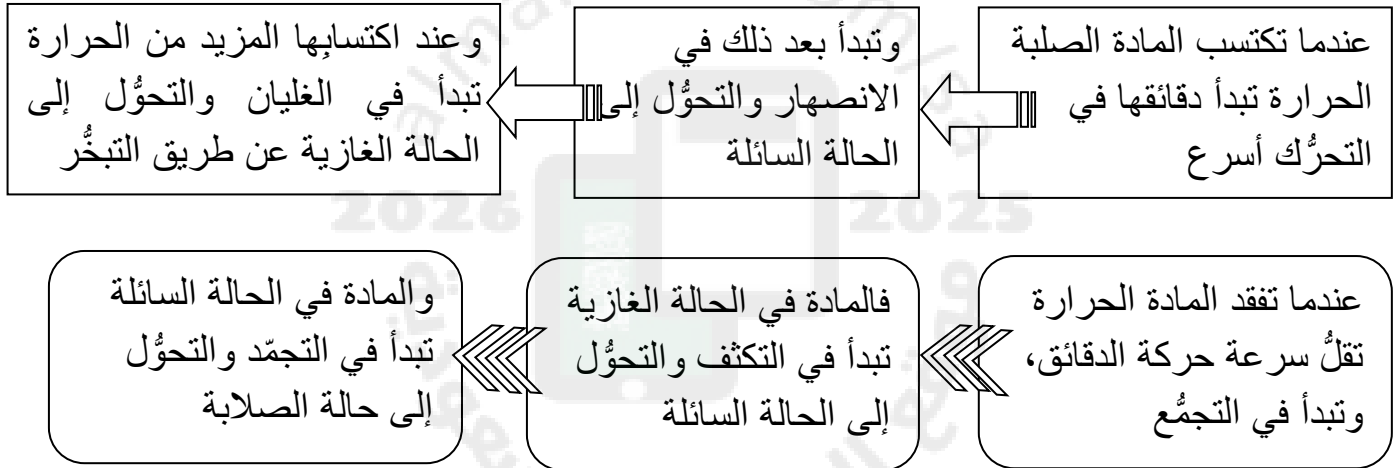 عندما تكتسب المادة الصلبة
الحرارة تبدأ دقائقها في
التحرُّك أسرع
وتبدأ بعد ذلك في
الانصهار والتحوُّل إلى
الحالة السائلة
وعند اكتسابِها المزيد من الحرارة
تبدأ في الغليان والتحوُّل إلى
الحالة الغازية عن طريق التبخُّر
2026
2025
عندما تفقد المادة الحرارة
تقلُّ سرعة حركة الدقائق،
وتبدأ في التجمُّع
فالمادة في الحالة الغازية
تبدأ في التكثف والتحوُّل
إلى الحالة السائلة
والمادة في الحالة السائلة
تبدأ في التجمّد والتحوُّل
إلى حالة الصلابة